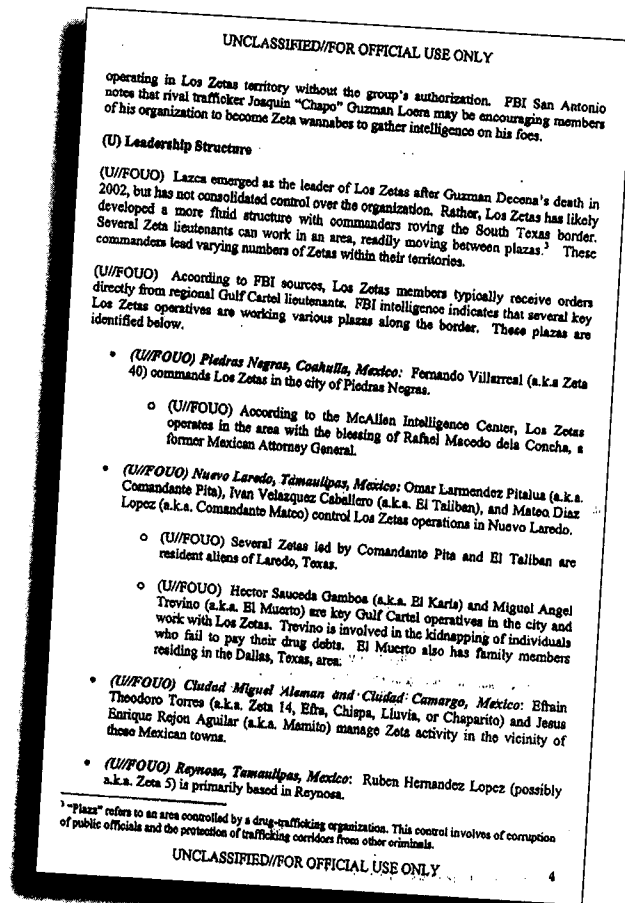 UNCLASSIFIED//FOR OFFICIAL USE ONLY
operating in Los Zetas territory without the group's authorization. FBI San Antonio
notes that rival trafficker Joaquin "Chapo" Guzman Loera may be encouraging members
of his organization to become Zeta wannabes to gather intelligence on his foes.
(U) Leadership Structure
(U//FOUO) Lazca emerged as the leader of Los Zetas after Guzman Decena's death in
2002, but has not consolidated control over the organization. Rather, Los Zetas has likely
developed a more fluid structure with commanders roving the South Texas border.
Several Zeta lieutenants can work in an area, readily moving between plazas.³ These
commanders lead varying numbers of Zetas within their territories.
(U//FOUO) According to FBI sources, Los Zetas members typically receive orders
directly from regional Gulf Cartel lieutenants. FBI intelligence indicates that several key
Los Zetas operatives are working various plazas along the border. These plazas are
identified below.
• (U//FOUO) Piedras Negras, Coahuila, Mexico: Fernando Villarreal (a.k.a Zeta
40) commands Los Zetas in the city of Piedras Negras.
o (U//FOUO) According to the McAllen Intelligence Center, Los Zetas
operates in the area with the blessing of Rafael Macedo dela Concha, a
former Mexican Attorney General.
• (U//FOUO) Nuevo Laredo, Tamaulipas, Mexico: Omar Larmendez Pitalua (a.k.a.
Comandante Pita), Ivan Velazquez Caballero (a.k.a. El Taliban), and Mateo Diaz
Lopez (a.k.a. Comandante Mateo) control Los Zetas operations in Nuevo Laredo.
o (U//FOUO) Several Zetas led by Comandante Pita and El Taliban are
resident aliens of Laredo, Texas.
o (U//FOUO) Hector Sauceda Gamboa (a.k.a. El Karis) and Miguel Angel
Trevino (a.k.a. El Muerto) are key Gulf Cartel operatives in the city and
work with Los Zetas. Trevino is involved in the kidnapping of individuals
who fail to pay their drug debts. El Muerto also has family members
residing in the Dallas, Texas, area.
• (U//FOUO) Ciudad Miguel Aleman and Ciudad Camargo, Mexico: Efrain
Theodoro Torres (a.k.a. Zeta 14, Efra, Chispa, Lluvia, or Chaparito) and Jesus
Enrique Rejon Aguilar (a.k.a. Mamito) manage Zeta activity in the vicinity of
these Mexican towns.
• (U//FOUO) Reynosa, Tamaulipas, Mexico: Ruben Hernandez Lopez (possibly
a.k.a. Zeta 5) is primarily based in Reynosa.
³ "Plaza" refers to an area controlled by a drug-trafficking organization. This control involves of corruption
of public officials and the protection of trafficking corridors from other criminals.
UNCLASSIFIED//FOR OFFICIAL USE ONLY
4